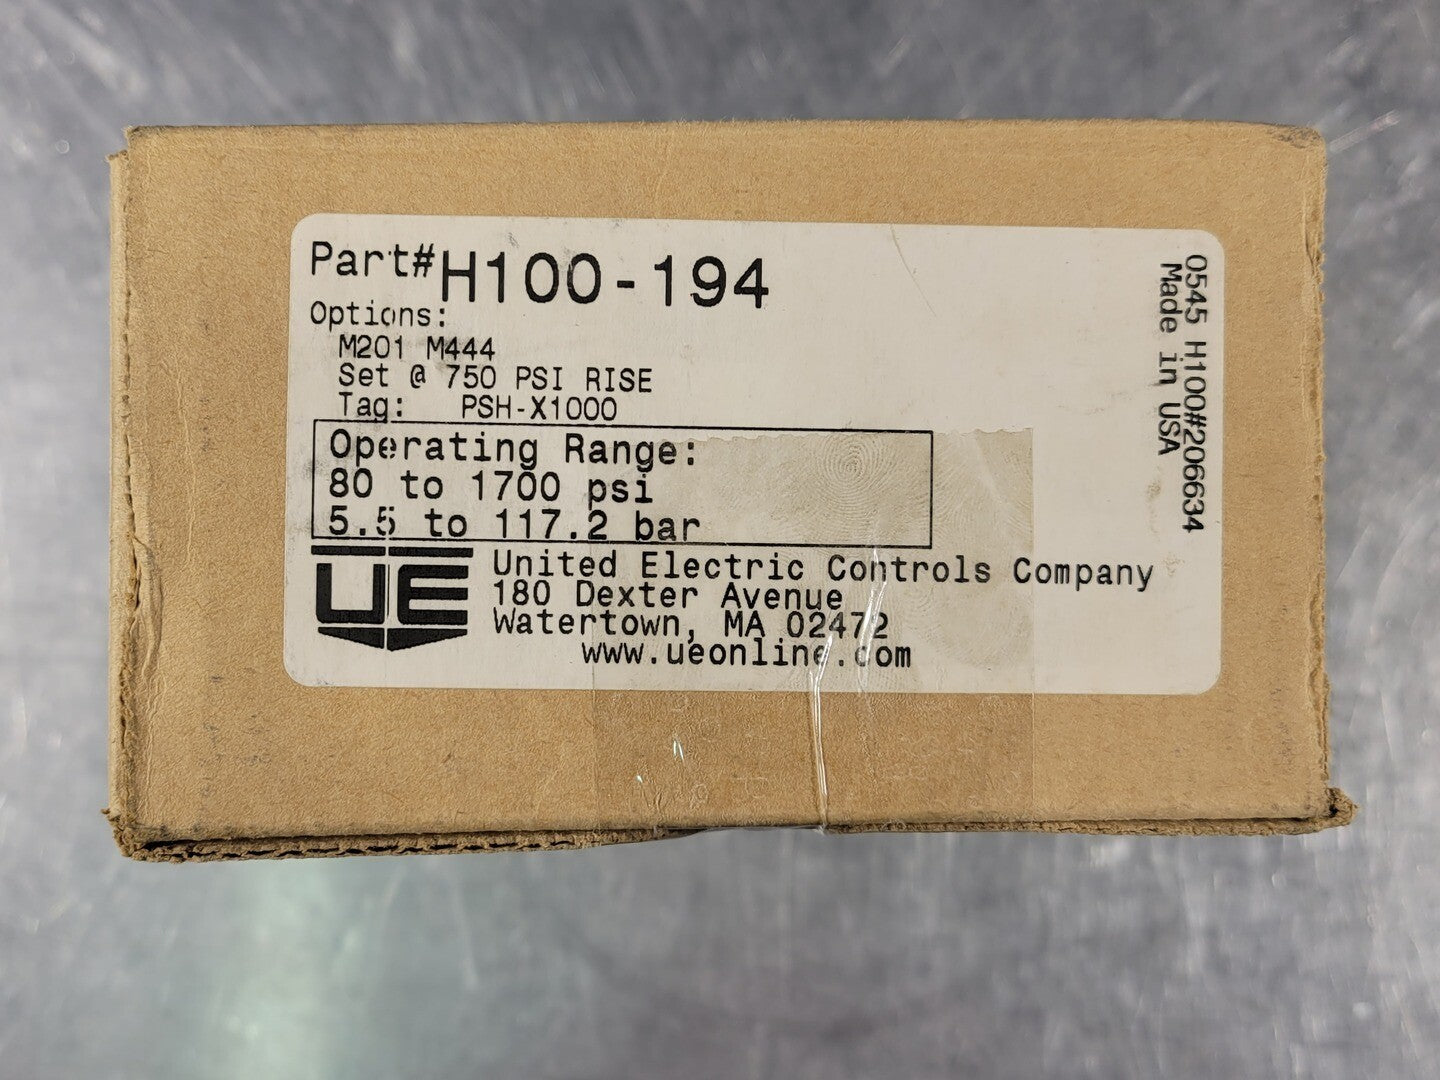 Part# H100-194
Options:
M201 M444
Set @ 750 PSI RISE
Tag: PSH-X1000
Operating Range:
80 to 1700 psi
5.5 to 117.2 bar
UE
United Electric Controls Company
180 Dexter Avenue
Watertown, MA 02472
www.ueonline.com
0545 H100#206634
Made in USA